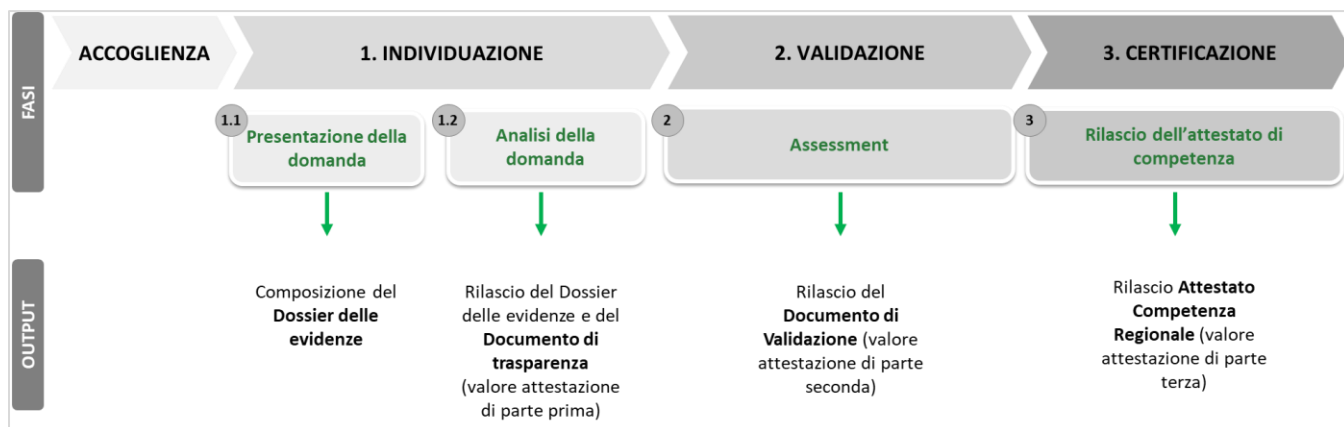 FASI
ACCOGLIENZA
1. INDIVIDUAZIONE
2. VALIDAZIONE
3. CERTIFICAZIONE
1.1
Presentazione della
domanda
1.2
Analisi della
domanda
2
Assessment
3
Rilascio dell’attestato di
competenza
OUTPUT
Composizione del
Dossier delle
evidenze
Rilascio del Dossier
delle evidenze e del
Documento di
trasparenza
(valore attestazione
di parte prima)
Rilascio del
Documento di
Validazione (valore
attestazione di parte
seconda)
Rilascio Attestato
Competenza
Regionale (valore
attestazione di parte
terza)